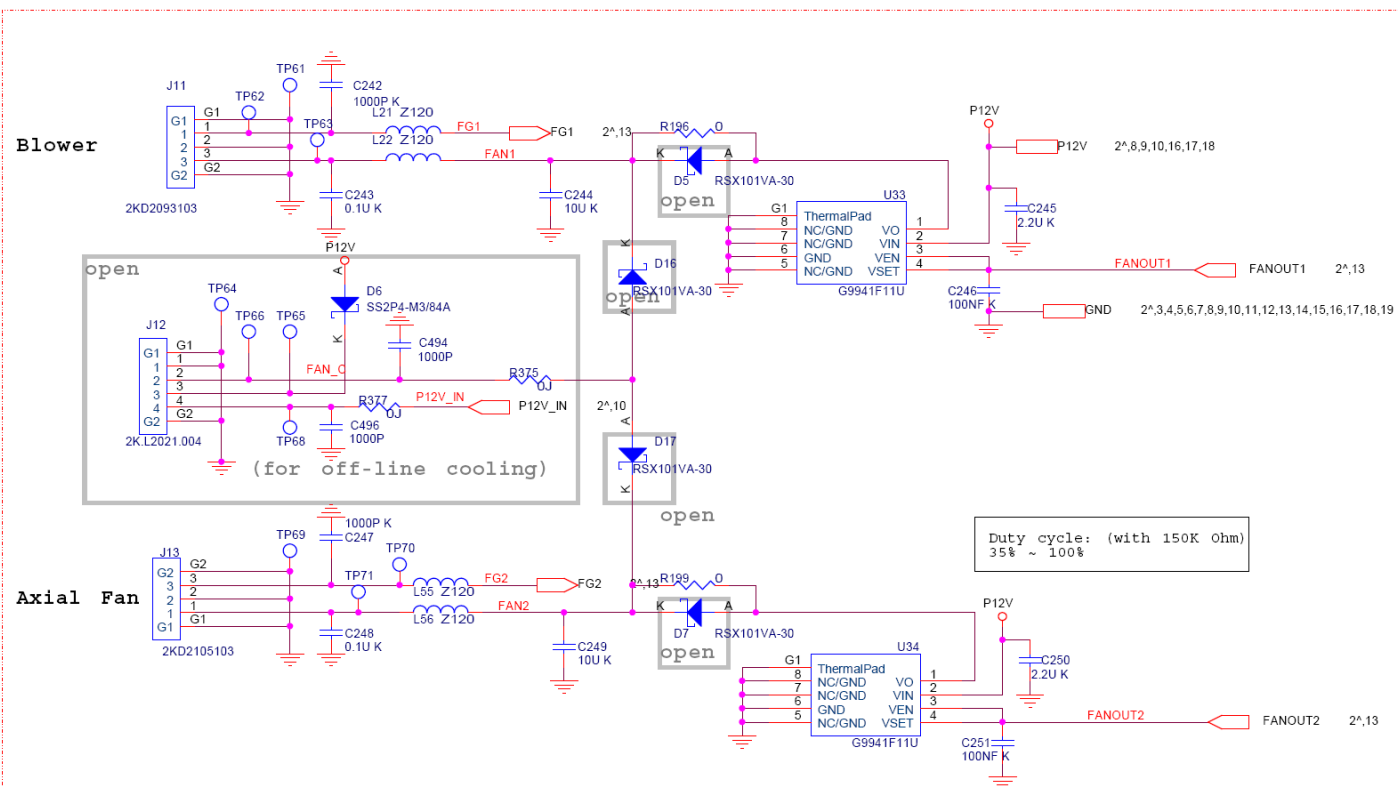 Blower
J11
G1
1
2
3
G2
G1
1
2
3
G2
2KD2093103
TP62
TP61
TP63
C242
1000P K
L21 Z120
L22 Z120
FG1
FG1
2^,13
FAN1
C243
0.1U K
C244
10U K
R196 0
K
A
D5
RSX101VA-30
open
P12V
P12V
2^,8,9,10,16,17,18
C245
2.2U K
U33
G1
8
7
6
5
ThermalPad
NC/GND
NC/GND
GND
NC/GND
VO
VIN
VEN
VSET
1
2
3
4
G9941F11U
FANOUT1
FANOUT1
2^,13
C246
100NF K
GND
2^,3,4,5,6,7,8,9,10,11,12,13,14,15,16,17,18,19
K
D16
RSX101VA-30
open
A
open
P12V
A
D6
SS2P4-M3/84A
K
TP64
TP66
TP65
J12
G1
1
2
3
4
G2
G1
1
2
3
4
G2
2K.L2021.004
FAN_C
C494
1000P
R375
0J
R377
0J
P12V_IN
P12V_IN
2^,10
TP68
C496
1000P
(for off-line cooling)
A
D17
RSX101VA-30
K
open
Axial Fan
J13
G2
3
2
1
G1
G2
3
2
1
G1
2KD2105103
TP69
1000P K
C247
TP70
TP71
L55 Z120
L56 Z120
FG2
FG2
2^,13
FAN2
C248
0.1U K
C249
10U K
R199 0
K
A
D7
RSX101VA-30
open
Duty cycle: (with 150K Ohm)
35% ~ 100%
P12V
C250
2.2U K
U34
G1
8
7
6
5
ThermalPad
NC/GND
NC/GND
GND
NC/GND
VO
VIN
VEN
VSET
1
2
3
4
G9941F11U
FANOUT2
FANOUT2
2^,13
C251
100NF K